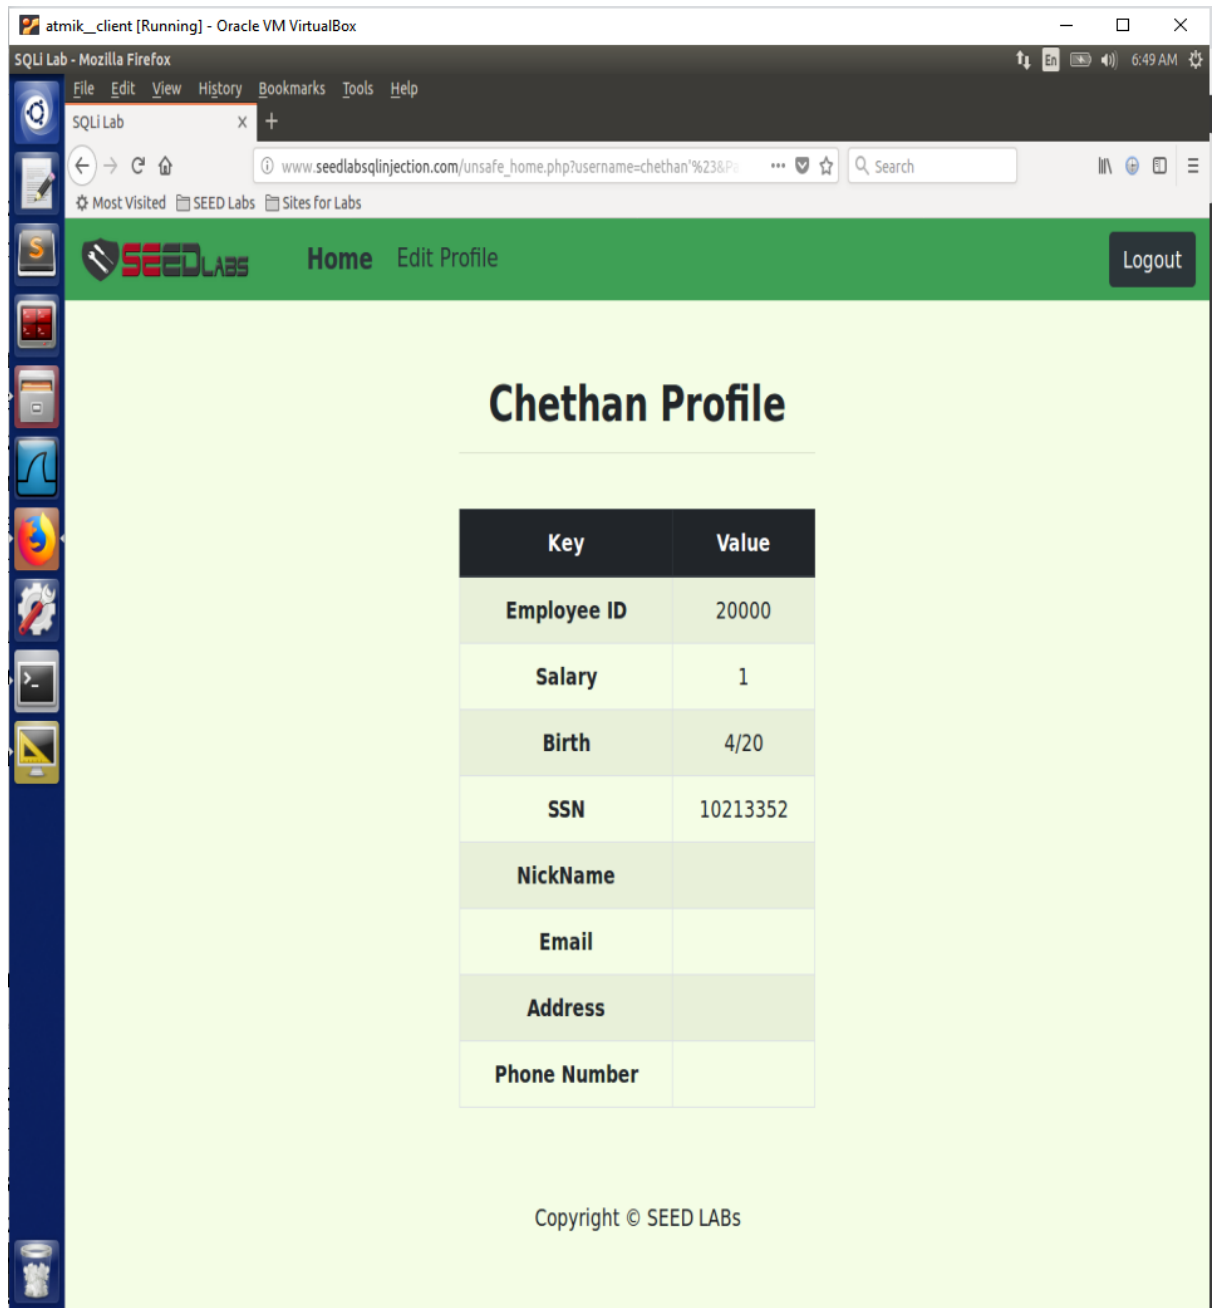 atmik__client [Running] - Oracle VM VirtualBox
SQLi Lab - Mozilla Firefox
En
6:49 AM
File Edit View History Bookmarks Tools Help
SQLi Lab
www.seedlabsqlinjection.com/unsafe_home.php?username=chethan'%23&Pa
Search
Most Visited SEED Labs Sites for Labs
SEEDLABS
Home Edit Profile
Logout
Chethan Profile
Key Value
Employee ID 20000
Salary 1
Birth 4/20
SSN 10213352
NickName
Email
Address
Phone Number
Copyright © SEED LABs